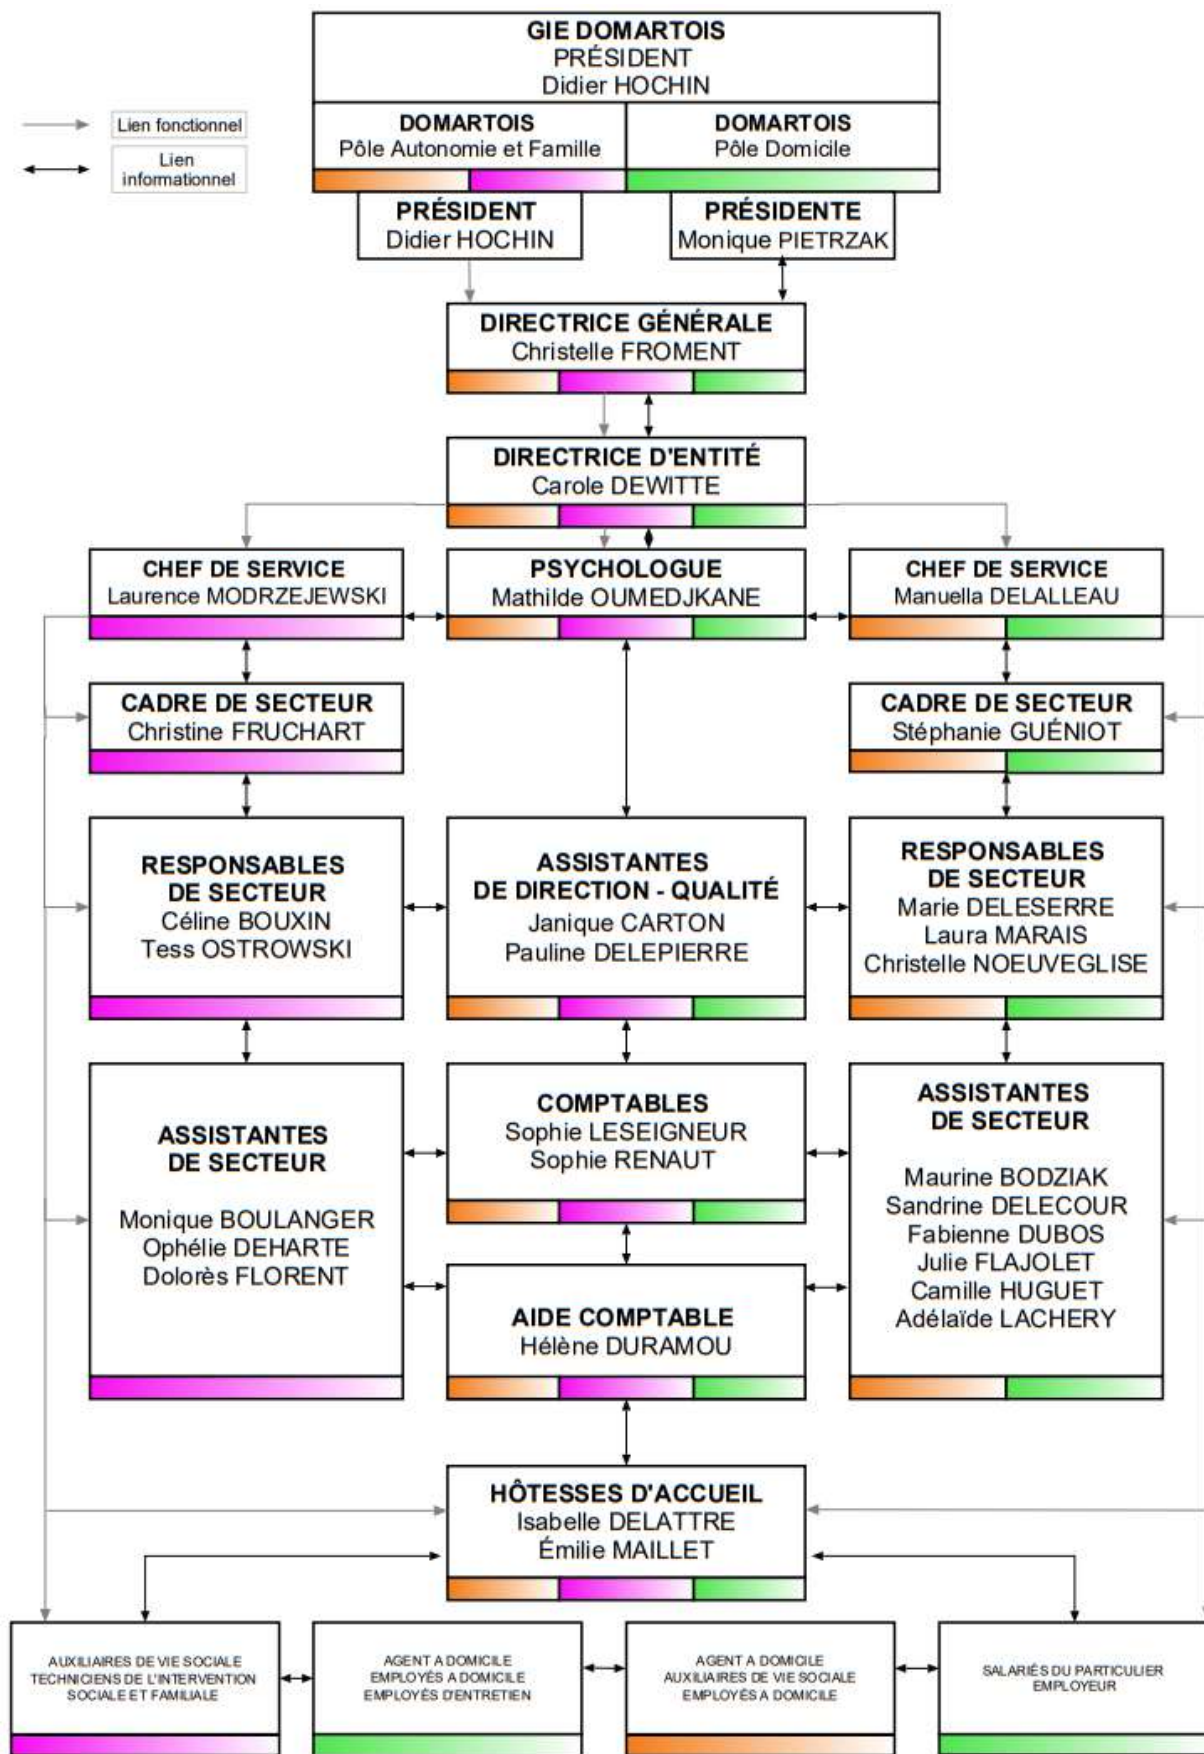 GIE DOMARTOIS
PRÉSIDENT
Didier HOCHIN
Lien fonctionnel
Lien
informationnel
DOMARTOIS
Pôle Autonomie et Famille
DOMARTOIS
Pôle Domicile
PRÉSIDENT
Didier HOCHIN
PRÉSIDENTE
Monique PIETRZAK
DIRECTRICE GÉNÉRALE
Christelle FROMENT
DIRECTRICE D'ENTITÉ
Carole DEWITTE
CHEF DE SERVICE
Laurence MODRZEJEWSKI
PSYCHOLOGUE
Mathilde OUMEDJKANE
CHEF DE SERVICE
Manuella DELALLEAU
CADRE DE SECTEUR
Christine FRUCHART
CADRE DE SECTEUR
Stéphanie GUÉNIOT
RESPONSABLES
DE SECTEUR
Céline BOUXIN
Tess OSTROWSKI
ASSISTANTES
DE DIRECTION - QUALITÉ
Janique CARTON
Pauline DELEPIERRE
RESPONSABLES
DE SECTEUR
Marie DELESERRE
Laura MARAIS
Christelle NOEUVEGLISE
ASSISTANTES
DE SECTEUR
Monique BOULANGER
Ophélie DEHARTE
Dolorès FLORENT
COMPTABLES
Sophie LESEIGNEUR
Sophie RENAUT
AIDE COMPTABLE
Hélène DURAMOU
ASSISTANTES
DE SECTEUR
Maurine BODZIAK
Sandrine DELECOUR
Fabienne DUBOS
Julie FLAJOLET
Camille HUGUET
Adélaïde LACHERY
HÔTESSES D'ACCUEIL
Isabelle DELATTRE
Émilie MAILLET
AUXILIAIRES DE VIE SOCIALE
TECHNICIENS DE L'INTERVENTION
SOCIALE ET FAMILIALE
AGENT A DOMICILE
EMPLOYÉS A DOMICILE
EMPLOYÉS D'ENTRETIEN
AGENT A DOMICILE
AUXILIAIRES DE VIE SOCIALE
EMPLOYÉS A DOMICILE
SALARIÉS DU PARTICULIER
EMPLOYEUR